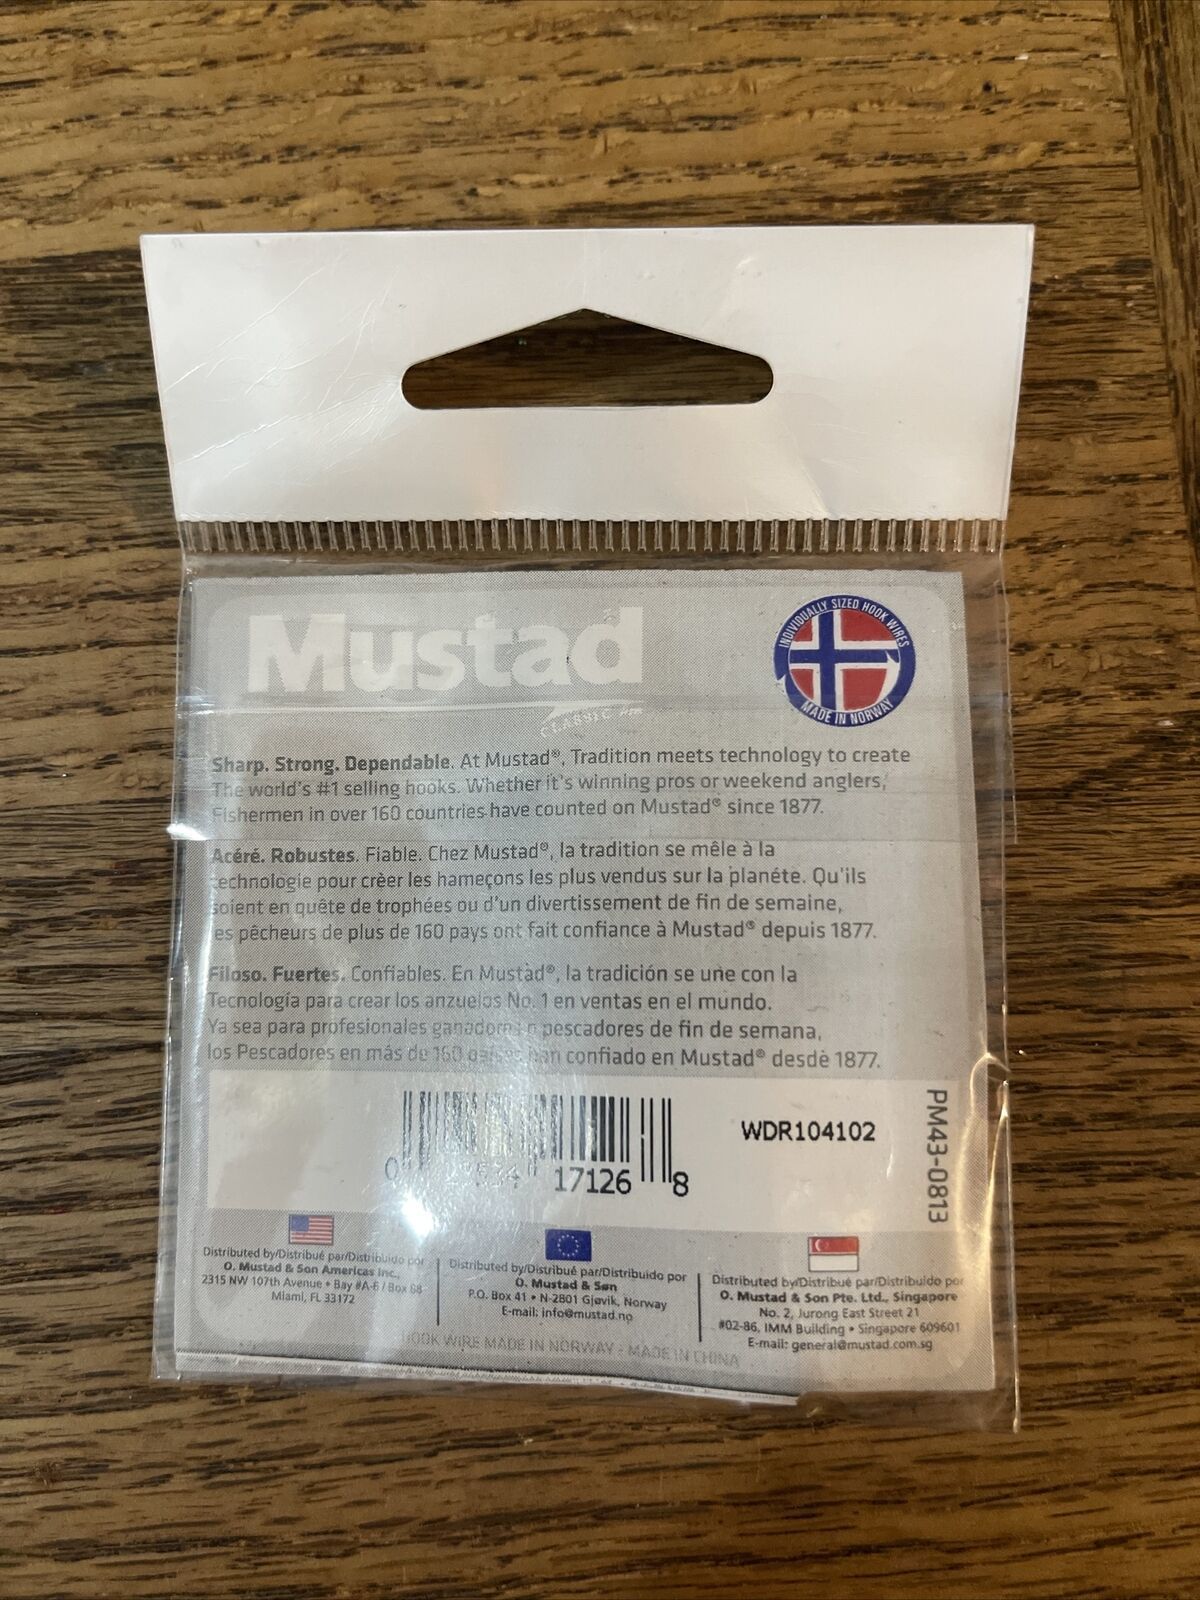 Mustad
CLASSIC
INDIVIDUALLY SIZED HOOK WIRES
MADE IN NORWAY
Sharp. Strong. Dependable. At Mustad®, Tradition meets technology to create
The world's #1 selling hooks. Whether it's winning pros or weekend anglers,
Fishermen in over 160 countries have counted on Mustad® since 1877.
Acéré. Robustes. Fiable. Chez Mustad®, la tradition se mêle à la
technologie pour crèer les hameçons les plus vendus sur la planéte. Qu'ils
soient en quête de trophées ou d'un divertissement de fin de semaine,
les pêcheurs de plus de 160 pays ont fait confiance à Mustad® depuis 1877.
Filoso. Fuertes. Confiables. En Mustad®, la tradición se une con la
Tecnología para crear los anzuelos No. 1 en ventas en el mundo.
Ya sea para profesionales pescadores de fin de semana,
los Pescadores en más de 160 países han confiado en Mustad® desde 1877.
0 17126 8
WDR104102
PM43-0813
Distributed by/Distribué par/Distribuido por
O. Mustad & Son Americas Inc.,
2315 NW 107th Avenue • Bay #A-6 / Box 68
Miami, FL 33172
Distributed by/Distribué par/Distribuido por
O. Mustad & Søn
P.O. Box 41 • N-2801 Gjøvik, Norway
E-mail: info@mustad.no
Distributed by/Distribué par/Distribuido por
O. Mustad & Son Pte. Ltd., Singapore
No. 2, Jurong East Street 21
#02-86, IMM Building • Singapore 609601
E-mail: general@mustad.com.sg
HOOK WIRE MADE IN NORWAY - MADE IN CHINA